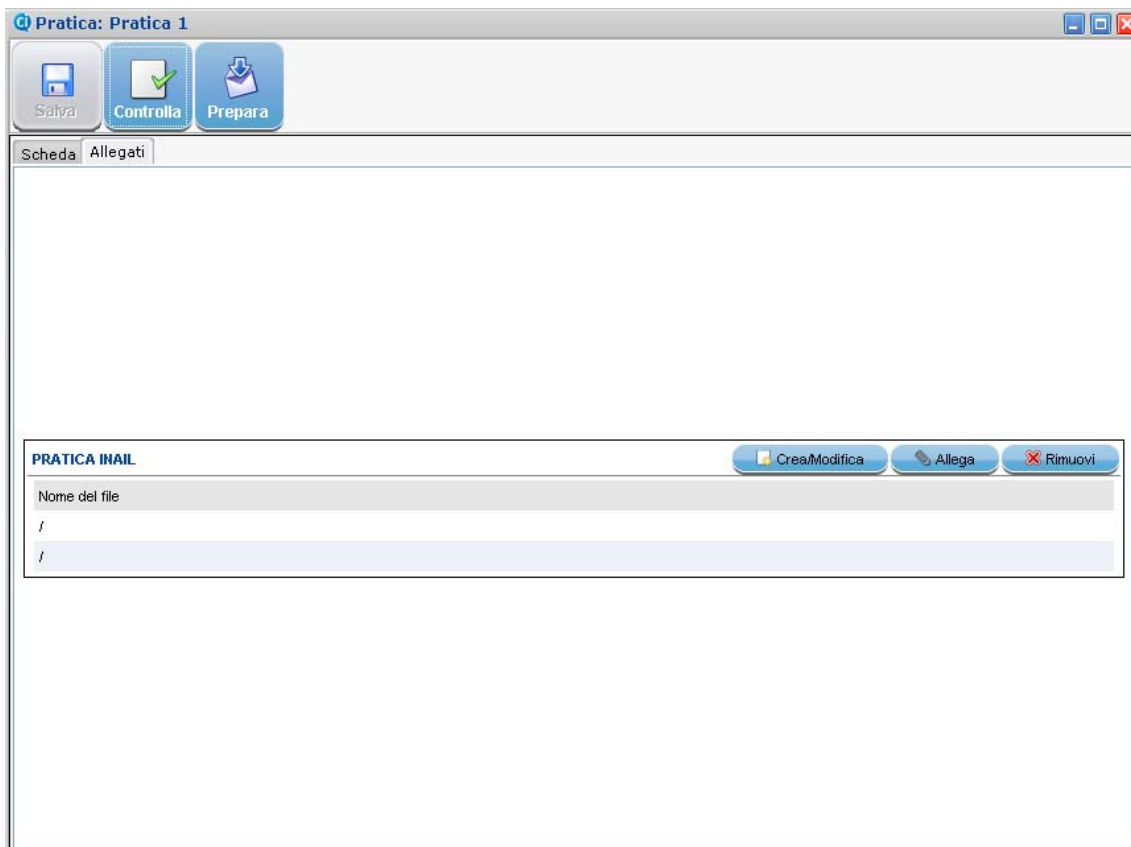 Pratica: Pratica 1
Salva Controlla Prepara
Scheda Allegati
PRATICA INAIL Crea/Modifica Allega Rimuovi
Nome del file
/
/